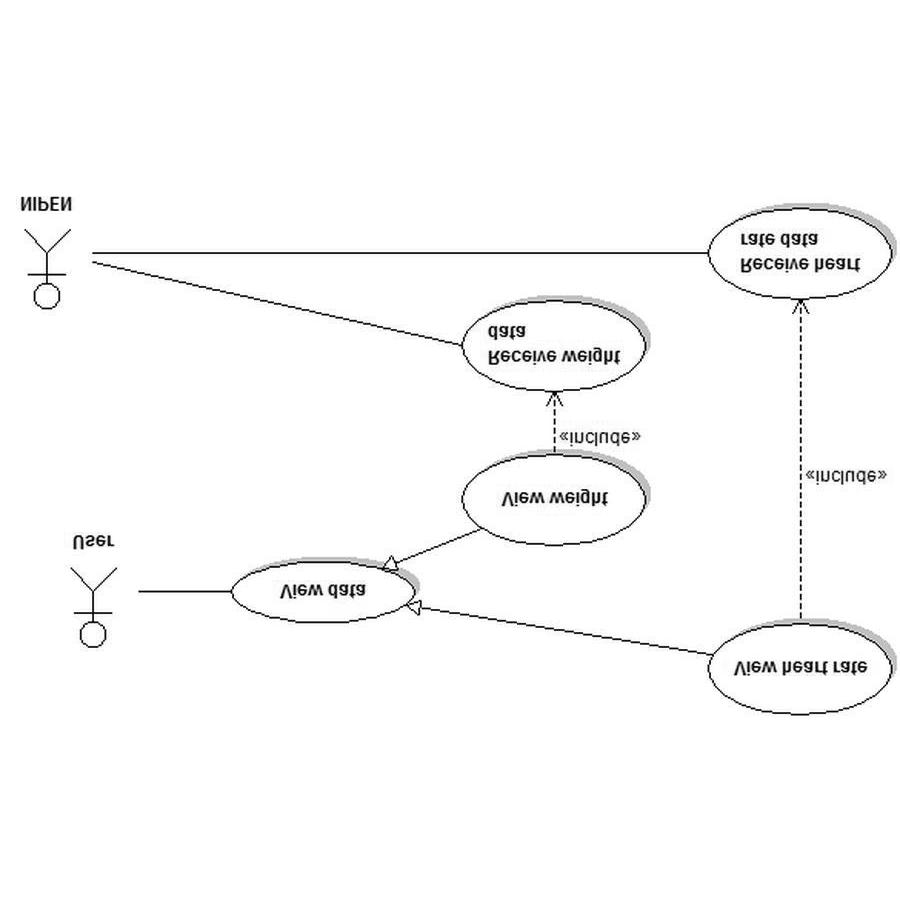 View heart rate
View data
User
View weight
«include»
«include»
Receive weight
data
Receive heart
rate data
NIPEN